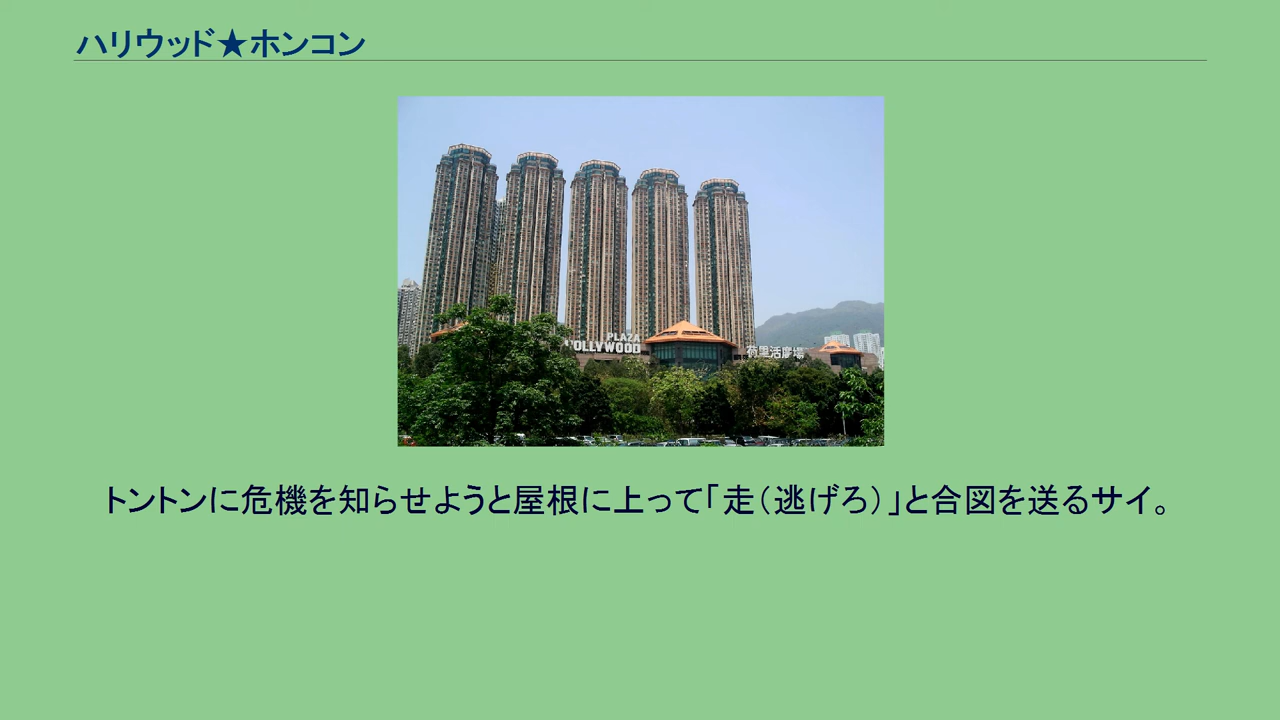 ハリウッド★ホンコン
PLAZA
HOLLYWOOD
荷里活廣場
トントンに危機を知らせようと屋根に上って「走（逃げろ）」と合図を送るサイ。